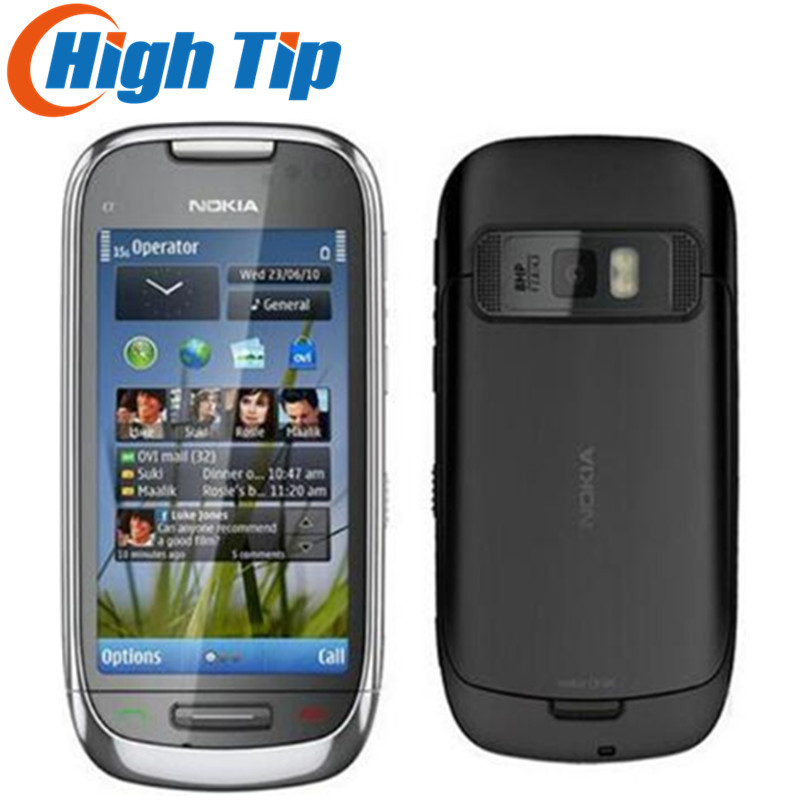 High Tip
NOKIA
Operator
Wed 23/06/10
General
ovi
Luke Suki Rosie Maalik
OVI mail (32)
Suki Dinner o... 10:47 am
Maalik Rosie's b... 11:20 am
f Luke Jones
Can anyone recommend
a good film?
10 minutes ago 5 comments
Options Call
8MP
NOKIA